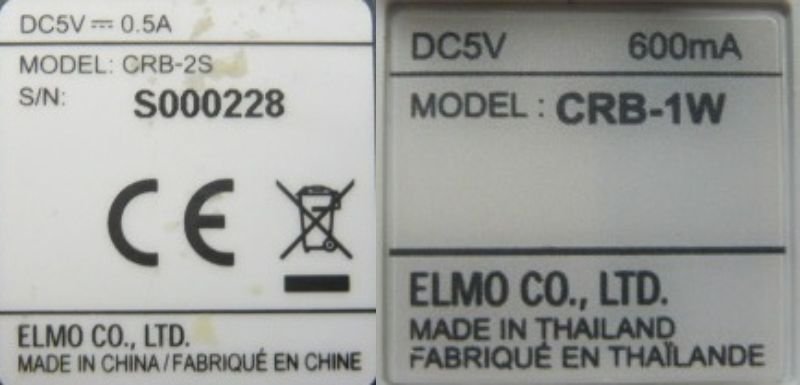 DC5V ⎓ 0.5A
MODEL: CRB-2S
S/N: S000228
CE
ELMO CO., LTD.
MADE IN CHINA / FABRIQUÉ EN CHINE
DC5V 600mA
MODEL : CRB-1W
ELMO CO., LTD.
MADE IN THAILAND
FABRIQUÉ EN THAÏLANDE